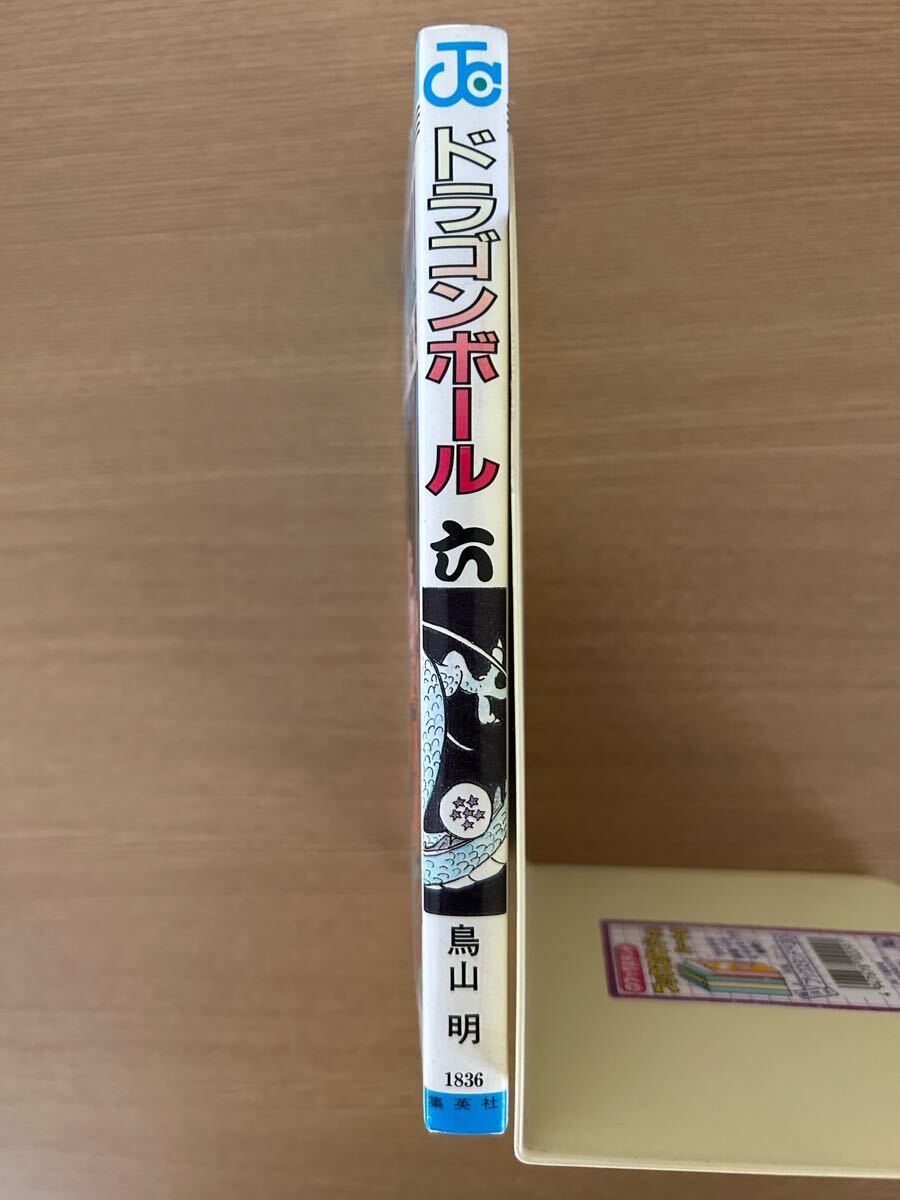 JC
ドラゴンボール
六
鳥山 明
1836
集英社